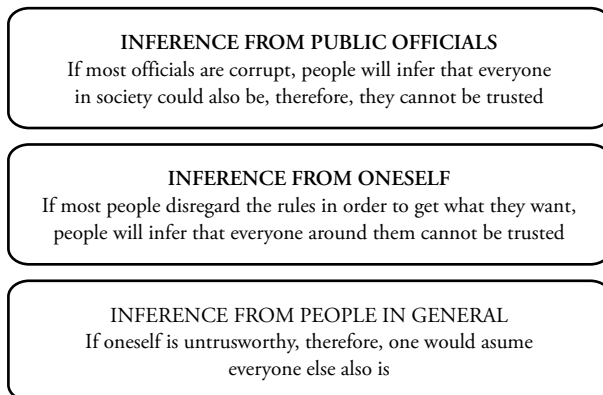 INFERENCE FROM PUBLIC OFFICIALS
If most officials are corrupt, people will infer that everyone
in society could also be, therefore, they cannot be trusted
INFERENCE FROM ONESELF
If most people disregard the rules in order to get what they want,
people will infer that everyone around them cannot be trusted
INFERENCE FROM PEOPLE IN GENERAL
If oneself is untrustworthy, therefore, one would asume
everyone else also is